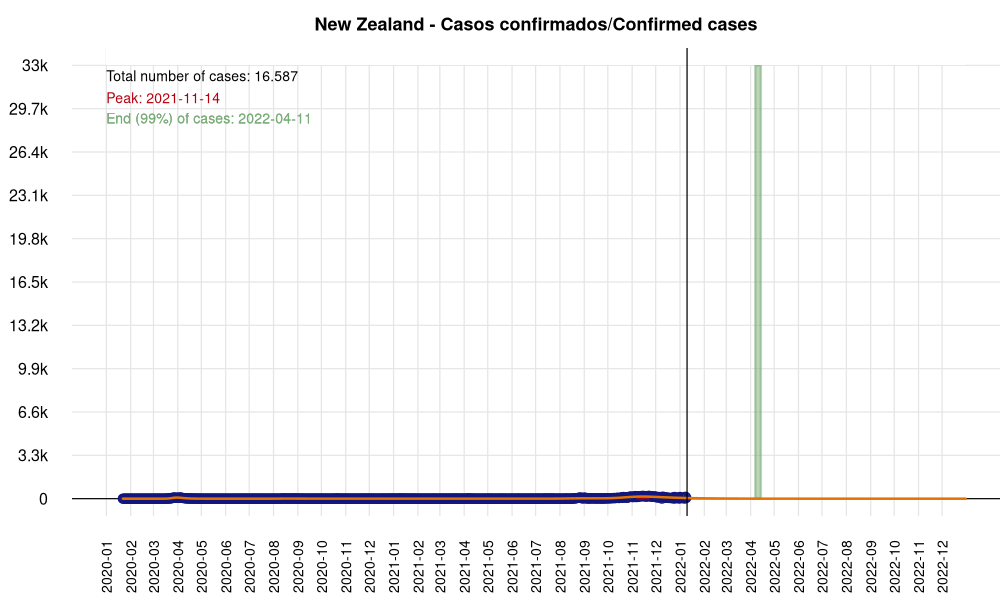 New Zealand - Casos confirmados/Confirmed cases
Total number of cases: 16.587
Peak: 2021-11-14
End (99%) of cases: 2022-04-11
33k
29.7k
26.4k
23.1k
19.8k
16.5k
13.2k
9.9k
6.6k
3.3k
0
2020-01
2020-02
2020-03
2020-04
2020-05
2020-06
2020-07
2020-08
2020-09
2020-10
2020-11
2020-12
2021-01
2021-02
2021-03
2021-04
2021-05
2021-06
2021-07
2021-08
2021-09
2021-10
2021-11
2021-12
2022-01
2022-02
2022-03
2022-04
2022-05
2022-06
2022-07
2022-08
2022-09
2022-10
2022-11
2022-12